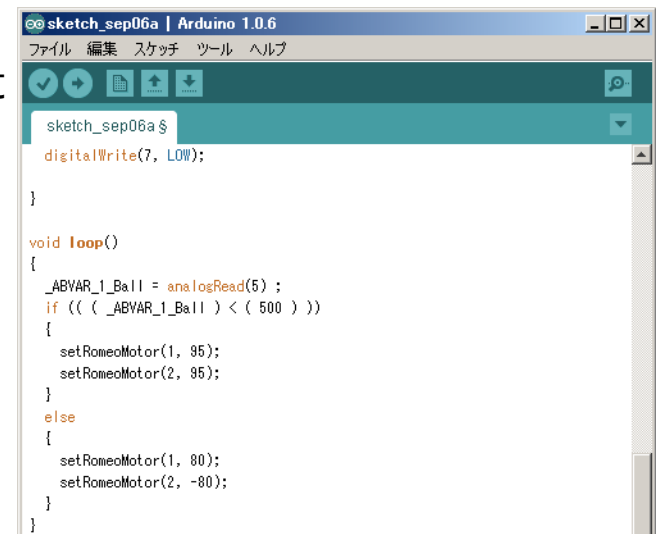 sketch_sep06a | Arduino 1.0.6
ファイル 編集 スケッチ ツール ヘルプ
sketch_sep06a §
digitalWrite(7, LOW);
}
void loop()
{
_ABVAR_1_Ball = analogRead(5) ;
if (( ( _ABVAR_1_Ball ) < ( 500 ) ))
{
setRomeoMotor(1, 95);
setRomeoMotor(2, 95);
}
else
{
setRomeoMotor(1, 80);
setRomeoMotor(2, -80);
}
}